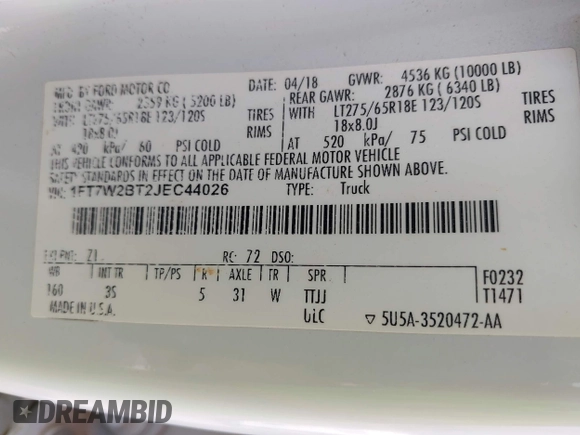 MFD. BY FORD MOTOR CO.
DATE: 04/18 GVWR: 4536 KG (10000 LB)
FRONT GAWR: 2359 KG (5200 LB) REAR GAWR: 2876 KG (6340 LB)
WITH LT275/65R18E 123/120S TIRES WITH LT275/65R18E 123/120S TIRES
18x8.0J RIMS 18x8.0J RIMS
AT kPa/ 60 PSI COLD AT 520 kPa/ 75 PSI COLD
THIS VEHICLE CONFORMS TO ALL APPLICABLE FEDERAL MOTOR VEHICLE
SAFETY STANDARDS IN EFFECT ON THE DATE OF MANUFACTURE SHOWN ABOVE.
VIN: 1FT7W2BT2JEC44026 TYPE: Truck
EXT PNT: Z1 RC: 72 DSO:
WB INT TR TP/PS R AXLE TR SPR F0232
160 3S 5 31 W TTJJ T1471
MADE IN U.S.A. UTC ▽ 5U5A-3520472-AA
DREAMBID